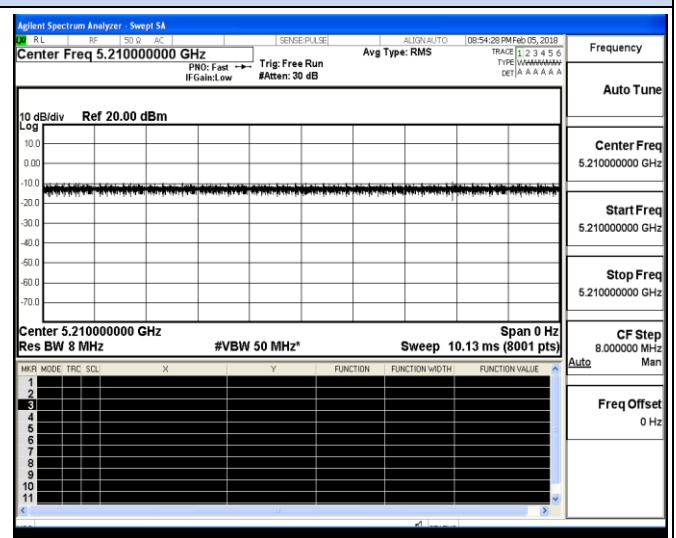 Agilent Spectrum Analyzer - Swept SA
RL RF 50 Ω AC SENSE:PULSE ALIGNAUTO 08:54:28 PM Feb 05, 2018
Center Freq 5.210000000 GHz
PNO: Fast
IFGain:Low
Trig: Free Run
#Atten: 30 dB
Avg Type: RMS
TRACE 1 2 3 4 5 6
TYPE
DET A A A A A A
10 dB/div Ref 20.00 dBm
Log
10.0
0.00
-10.0
-20.0
-30.0
-40.0
-50.0
-60.0
-70.0
Center 5.210000000 GHz Span 0 Hz
Res BW 8 MHz #VBW 50 MHz* Sweep 10.13 ms (8001 pts)
MKR MODE TRC SCL X Y FUNCTION FUNCTION WIDTH FUNCTION VALUE
1
2
3
4
5
6
7
8
9
10
11
Frequency
Auto Tune
Center Freq
5.210000000 GHz
Start Freq
5.210000000 GHz
Stop Freq
5.210000000 GHz
CF Step
8.000000 MHz
Auto Man
Freq Offset
0 Hz